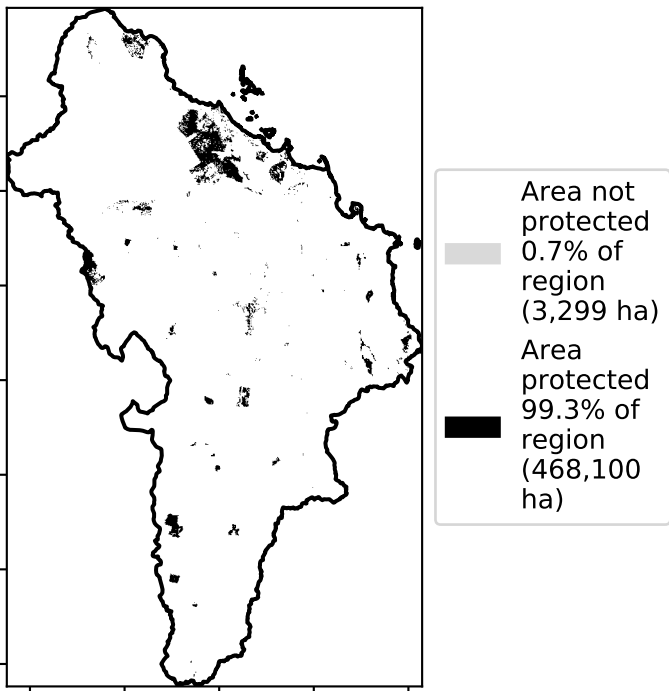 Area not
protected
0.7% of
region
(3,299 ha)
Area
protected
99.3% of
region
(468,100
ha)